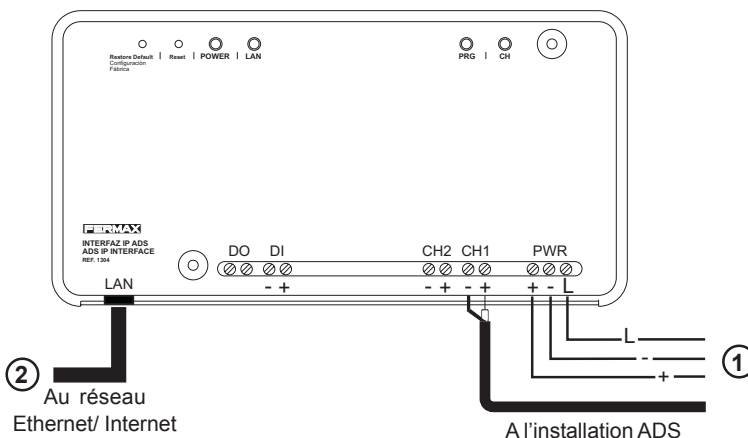 Restore Default | Reset | POWER | LAN
Configuración
Fábrica
PRG | CH
FERMAX
INTERFAZ IP ADS
ADS IP INTERFACE
REF. 1304
DO DI CH2 CH1 PWR
- + - + - + + - L
LAN
L
-
+
1
2
Au réseau
Ethernet/ Internet
A l'installation ADS